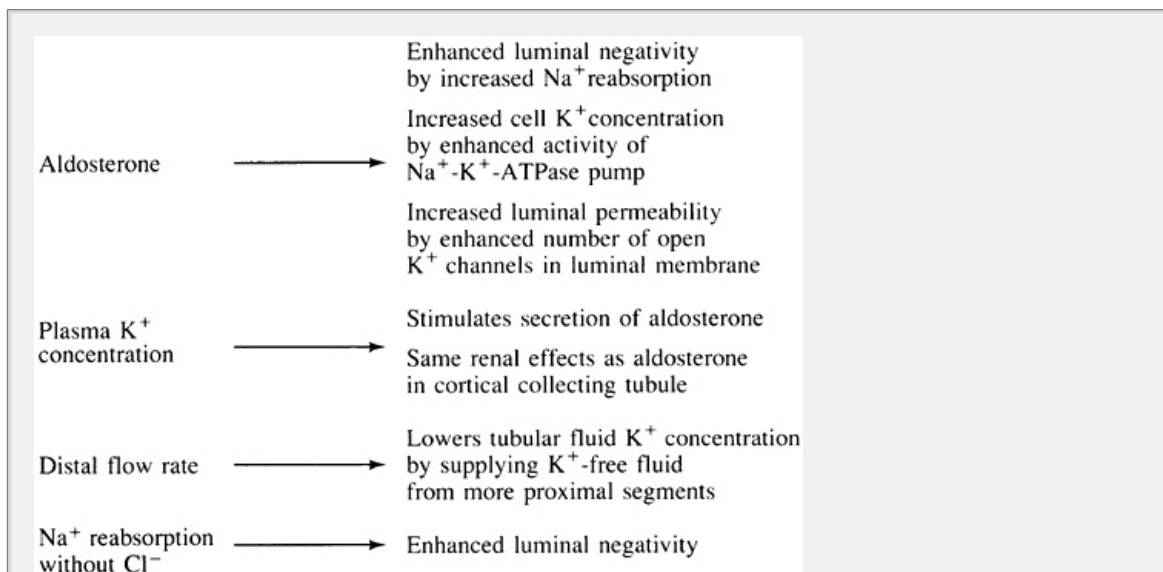 Enhanced luminal negativity
by increased Na⁺ reabsorption
Increased cell K⁺ concentration
by enhanced activity of
Na⁺-K⁺-ATPase pump
Aldosterone
Increased luminal permeability
by enhanced number of open
K⁺ channels in luminal membrane
Plasma K⁺
concentration
Stimulates secretion of aldosterone
Same renal effects as aldosterone
in cortical collecting tubule
Distal flow rate
Lowers tubular fluid K⁺ concentration
by supplying K⁺-free fluid
from more proximal segments
Na⁺ reabsorption
without Cl⁻
Enhanced luminal negativity